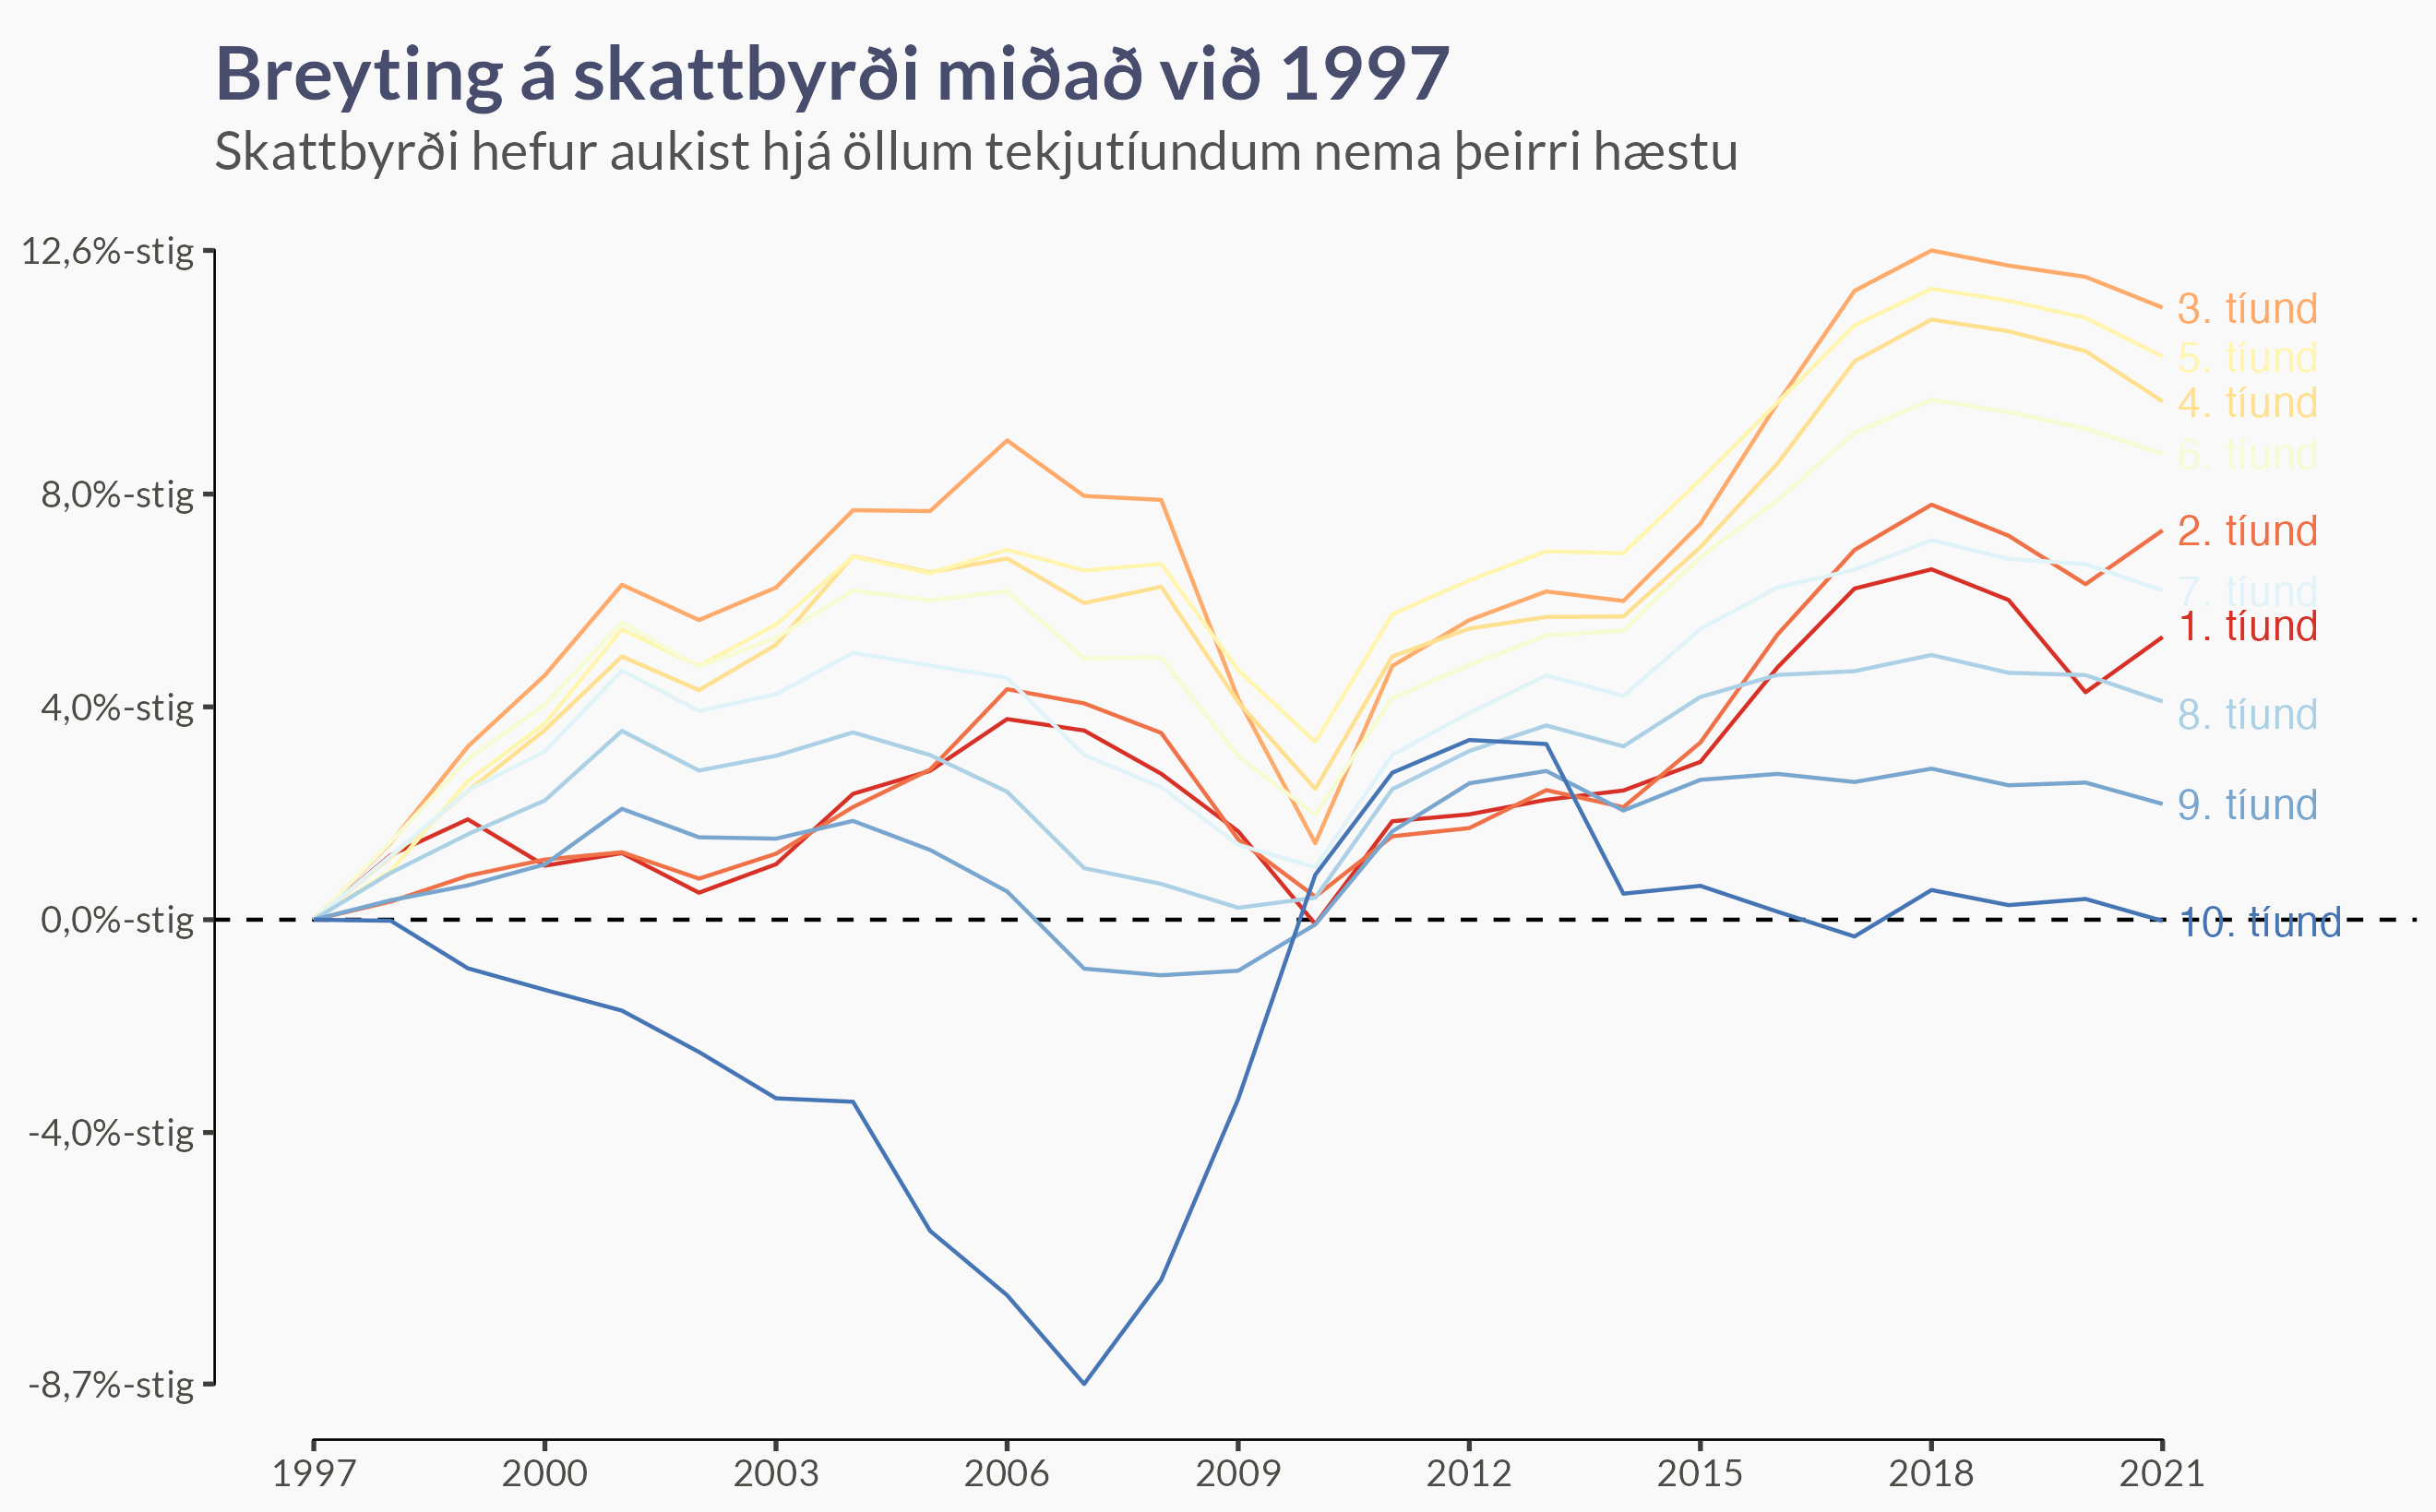 Breyting á skattbyrði miðað við 1997
Skattbyrði hefur aukist hjá öllum tekjutíundum nema þeirri hæstu
12,6%-stig
8,0%-stig
4,0%-stig
0,0%-stig
-4,0%-stig
-8,7%-stig
3. tíund
5. tíund
4. tíund
6. tíund
2. tíund
7. tíund
1. tíund
8. tíund
9. tíund
10. tíund
1997 2000 2003 2006 2009 2012 2015 2018 2021